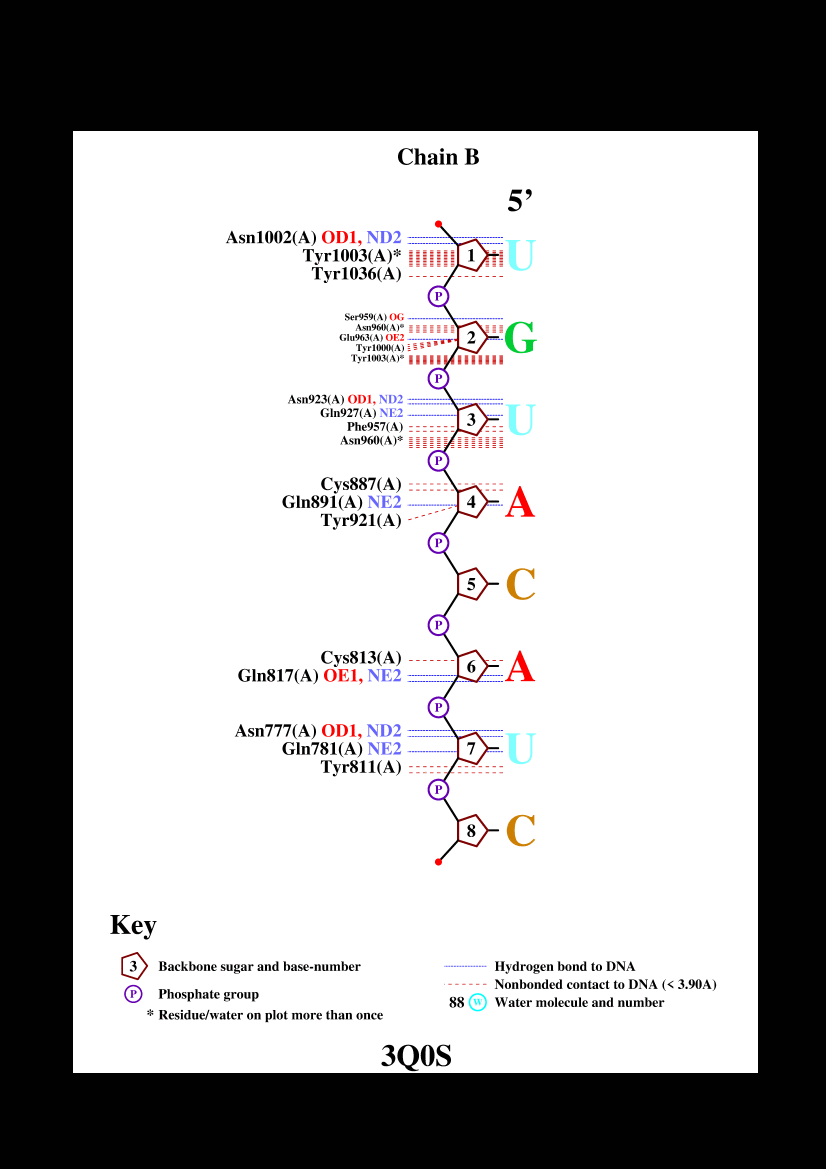 Chain B
5’
Asn1002(A) OD1, ND2
Tyr1003(A)*
1
U
Tyr1036(A)
P
Ser959(A) OG
Asn960(A)*
Glu963(A) OE2
2
G
Tyr1000(A)
Tyr1003(A)*
P
Asn923(A) OD1, ND2
Gln927(A) NE2
3
U
Phe957(A)
Asn960(A)*
P
Cys887(A)
Gln891(A) NE2
4
A
Tyr921(A)
P
5
C
P
Cys813(A)
6
A
Gln817(A) OE1, NE2
P
Asn777(A) OD1, ND2
Gln781(A) NE2
7
U
Tyr811(A)
P
8
C
Key
3 Backbone sugar and base-number
P Phosphate group
* Residue/water on plot more than once
Hydrogen bond to DNA
Nonbonded contact to DNA (< 3.90A)
88 W Water molecule and number
3Q0S